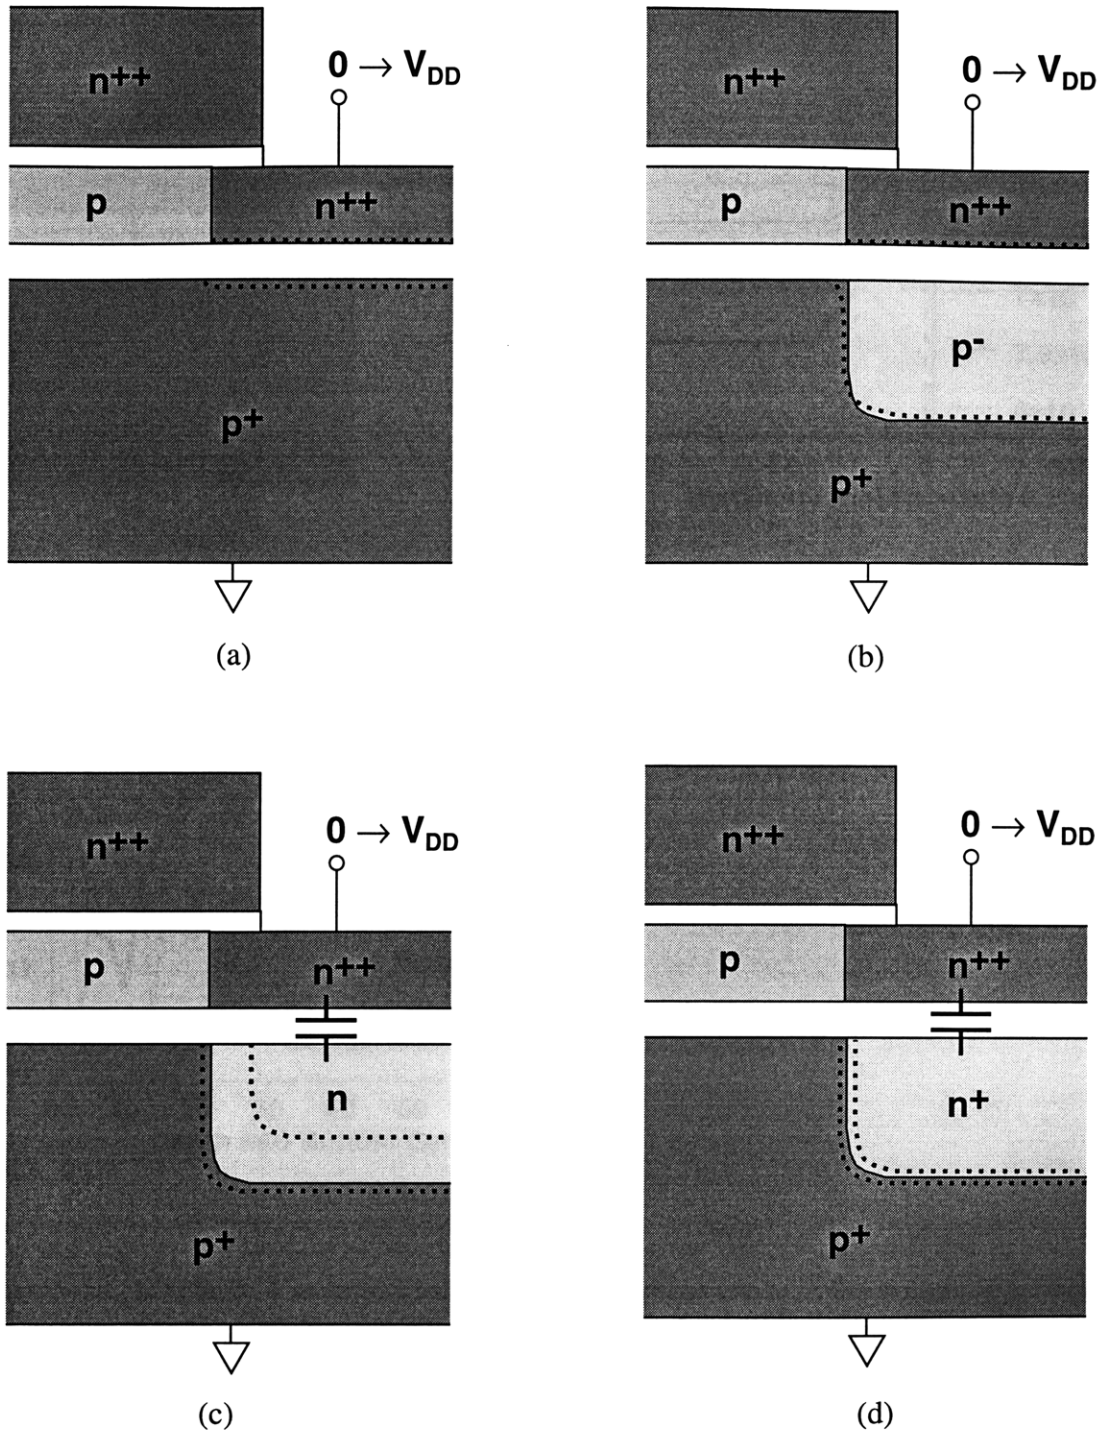 n++
0 → VDD
p
n++
p+
(a)
n++
0 → VDD
p
n++
p-
p+
(b)
n++
0 → VDD
p
n++
n
p+
(c)
n++
0 → VDD
p
n++
n+
p+
(d)